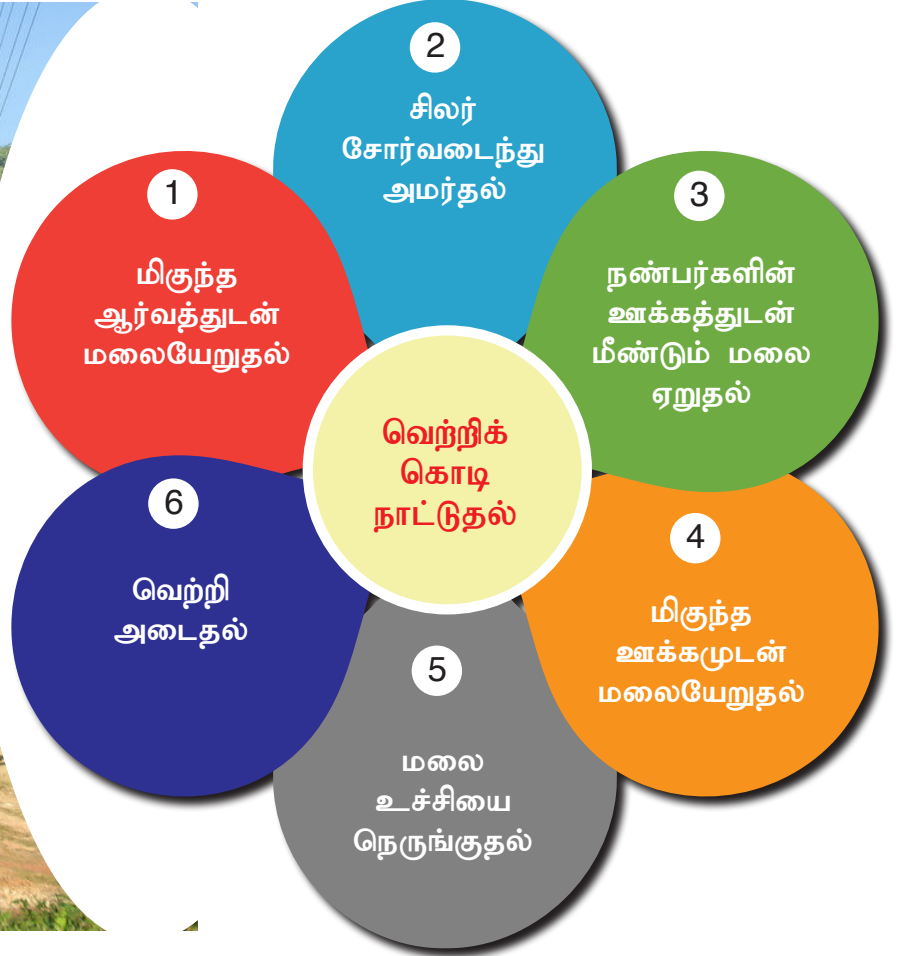 1
மிகுந்த
ஆர்வத்துடன்
மலையேறுதல்
2
சிலர்
சோர்வடைந்து
அமர்தல்
3
நண்பர்களின்
ஊக்கத்துடன்
மீண்டும் மலை
ஏறுதல்
4
மிகுந்த
ஊக்கமுடன்
மலையேறுதல்
5
மலை
உச்சியை
நெருங்குதல்
6
வெற்றி
அடைதல்
வெற்றிக்
கொடி
நாட்டுதல்